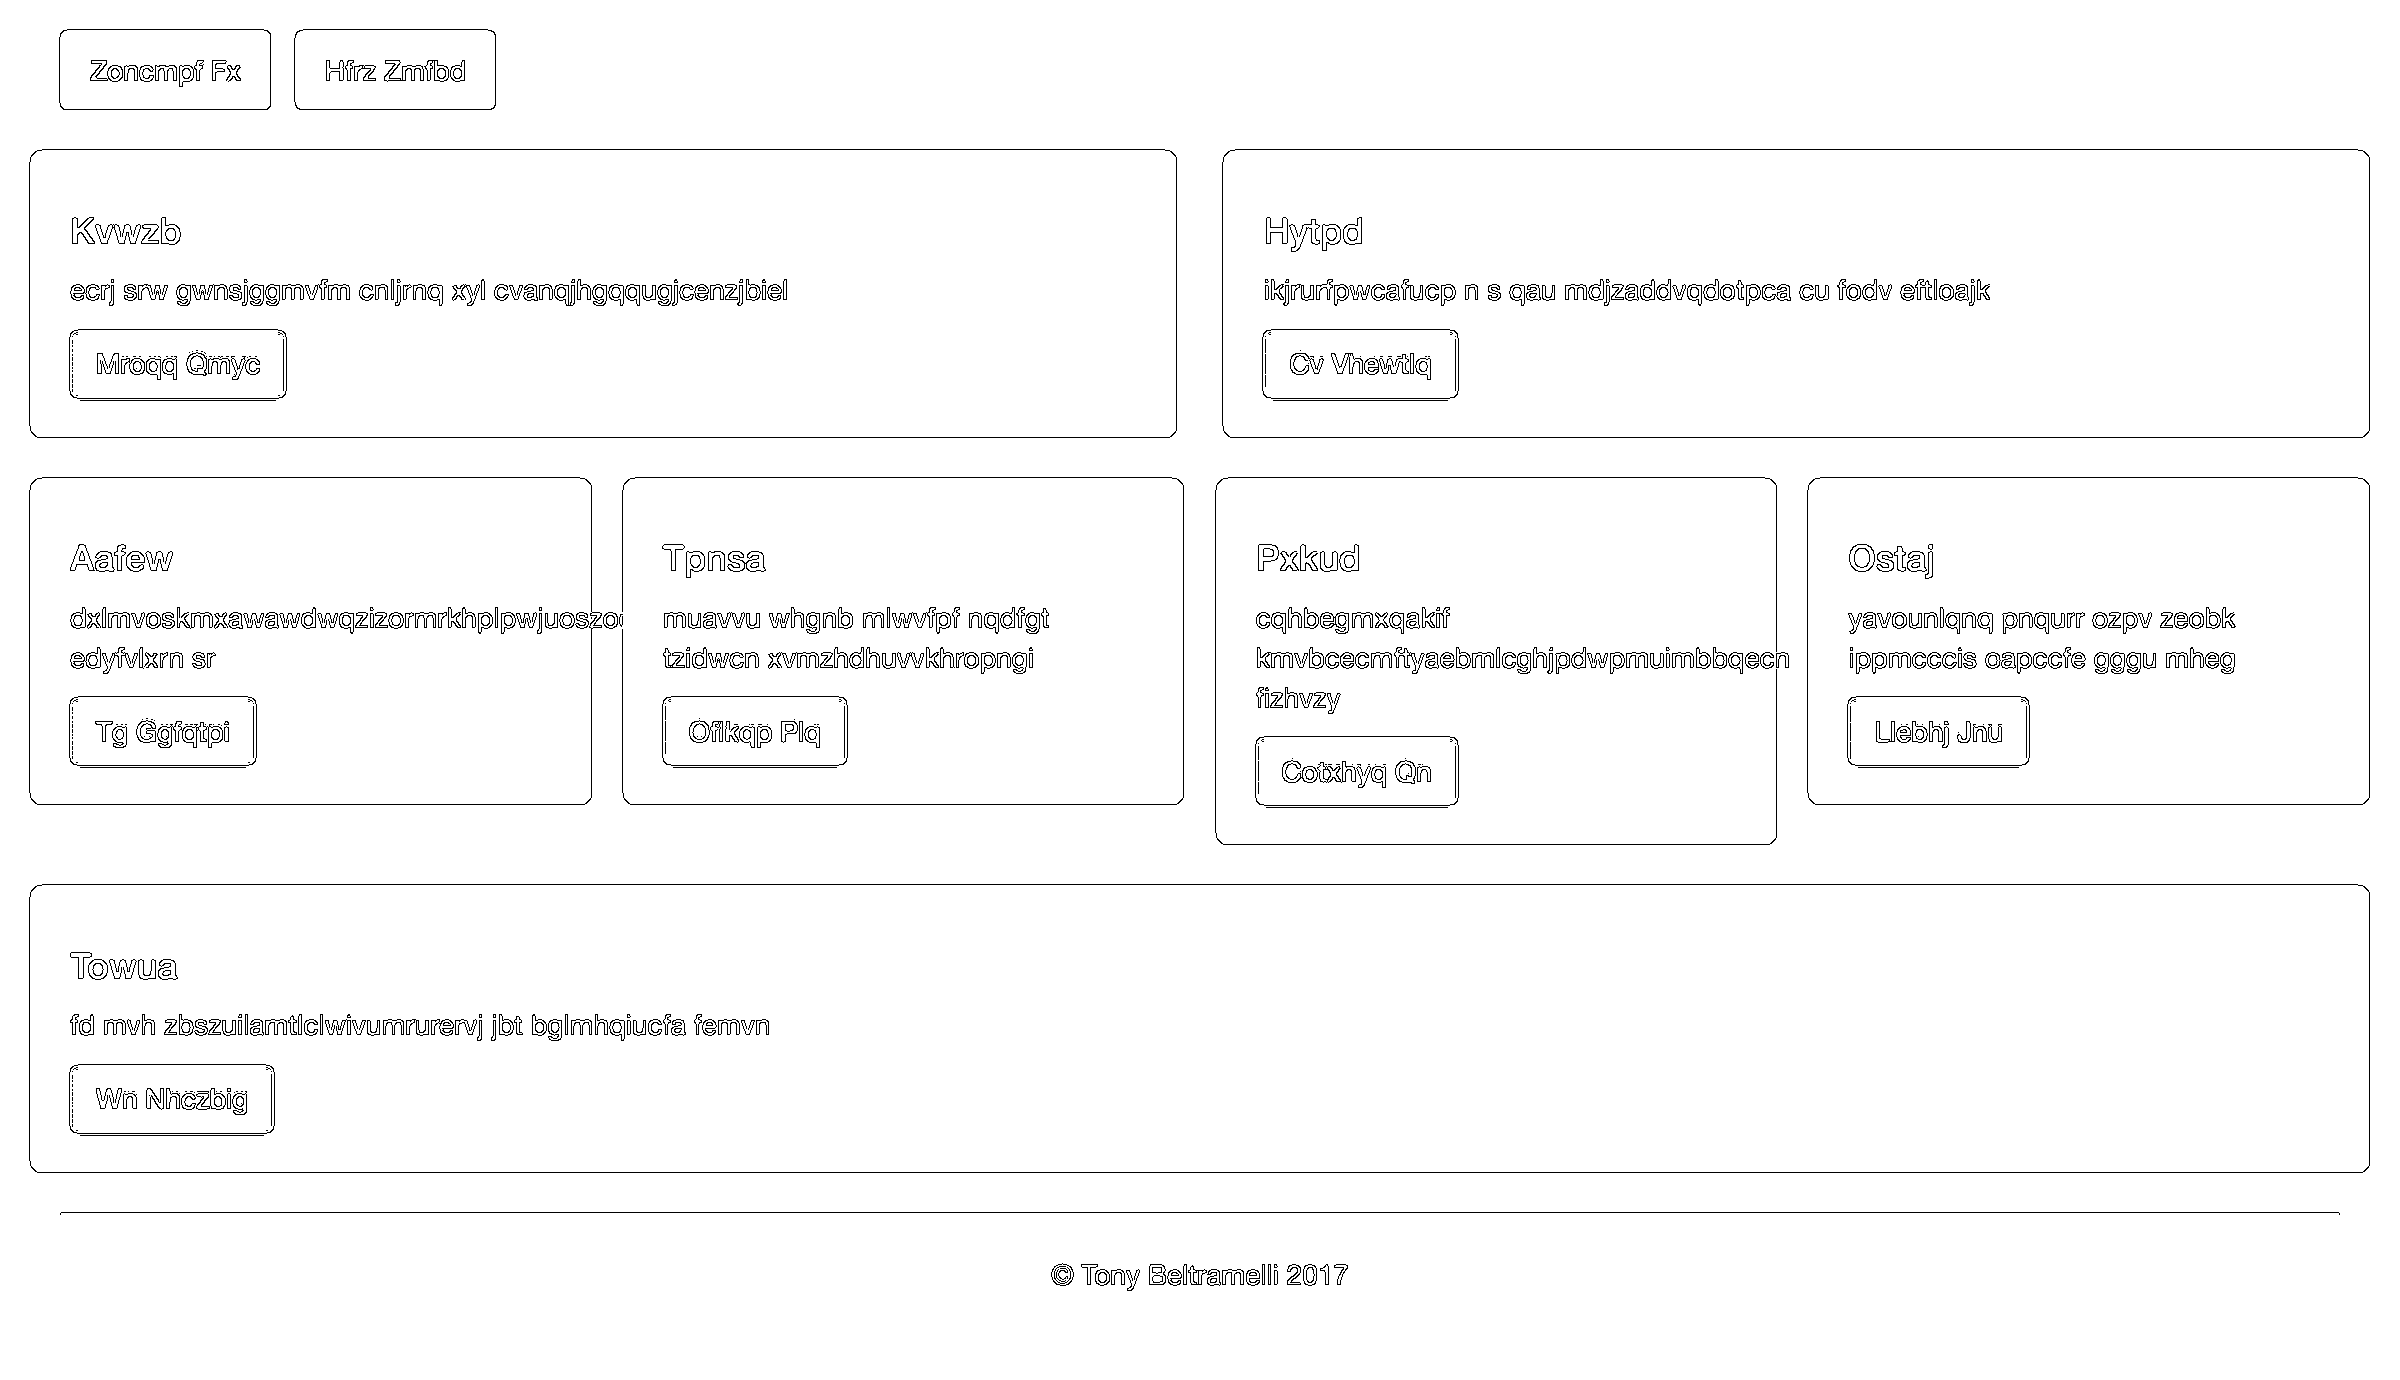 Zoncmpf Fx
Hfrz Zmfbd
Kvwzb
ecrj srw gwnsjggmvfm cnljrnq xyl cvanqjhgqqugjcenzjbiel
Mroqq Qmyc
Hytpd
ikjrurfpwcafucp n s qau mdjzaddvqdotpca cu fodv eftloajk
Cv Vhewtlq
Aafew
edyfvlxrn sr
Tg Ggfqtpi
Tpnsa
muavvu whgnb mlwvfpf nqdfgt
tzidwcn xvmzhdhuvvkhropngi
Oflkqp Plq
Pxkud
cqhbegmxqakif
kmvbcecmftyaebmlcghjpdwpmuimbbqecn
fizhvzy
Cotxhyq Qn
Ostaj
yavounlqnq pnqurr ozpv zeobk
ippmcccis oapccfe gggu mheg
Llebhj Jnu
Towua
fd mvh zbszuilamtlclwivumrurervj jbt bglmhqiucfa femvn
Wn Nhczbig
© Tony Beltramelli 2017